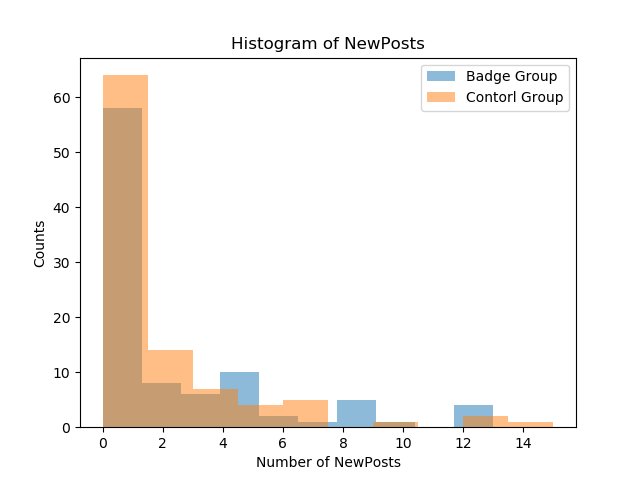 Histogram of NewPosts
Badge Group
Contorl Group
60
50
40
30
20
10
0
Counts
0 2 4 6 8 10 12 14
Number of NewPosts